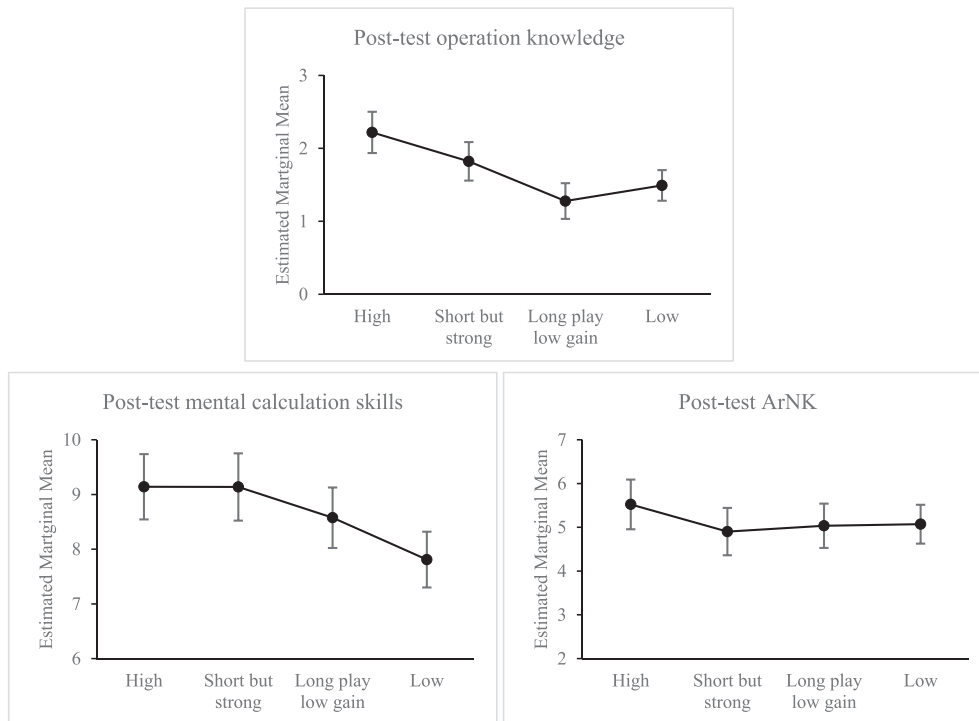 Post-test operation knowledge
Estimated Martginal Mean
3
2
1
0
High
Short but
strong
Long play
low gain
Low
Post-test mental calculation skills
Estimated Martginal Mean
10
9
8
7
6
High
Short but
strong
Long play
low gain
Low
Post-test ArNK
Estimated Martginal Mean
7
6
5
4
3
2
High
Short but
strong
Long play
low gain
Low